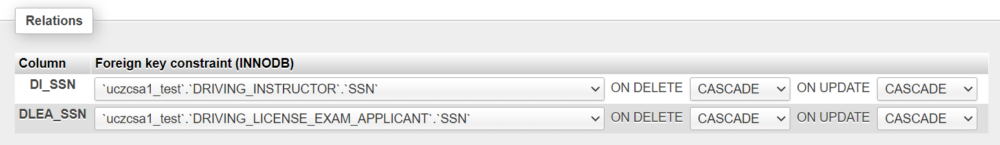 Relations
Column Foreign key constraint (INNODB)
DI_SSN `uczcsa1_test`.`DRIVING_INSTRUCTOR`.`SSN` ON DELETE CASCADE ON UPDATE CASCADE
DLEA_SSN `uczcsa1_test`.`DRIVING_LICENSE_EXAM_APPLICANT`.`SSN` ON DELETE CASCADE ON UPDATE CASCADE